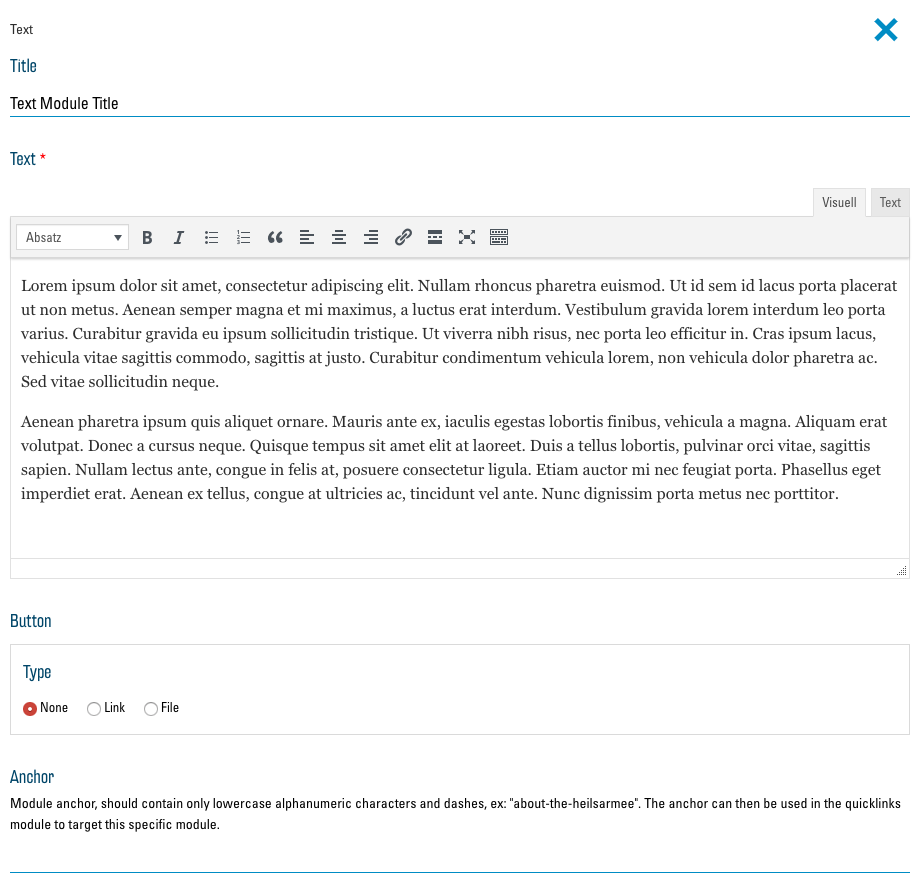 Text
Title
Text Module Title
Text *
Visuell Text
Absatz
Lorem ipsum dolor sit amet, consectetur adipiscing elit. Nullam rhoncus pharetra euismod. Ut id sem id lacus porta placerat
ut non metus. Aenean semper magna et mi maximus, a luctus erat interdum. Vestibulum gravida lorem interdum leo porta
varius. Curabitur gravida eu ipsum sollicitudin tristique. Ut viverra nibh risus, nec porta leo efficitur in. Cras ipsum lacus,
vehicula vitae sagittis commodo, sagittis at justo. Curabitur condimentum vehicula lorem, non vehicula dolor pharetra ac.
Sed vitae sollicitudin neque.
Aenean pharetra ipsum quis aliquet ornare. Mauris ante ex, iaculis egestas lobortis finibus, vehicula a magna. Aliquam erat
volutpat. Donec a cursus neque. Quisque tempus sit amet elit at laoreet. Duis a tellus lobortis, pulvinar orci vitae, sagittis
sapien. Nullam lectus ante, congue in felis at, posuere consectetur ligula. Etiam auctor mi nec feugiat porta. Phasellus eget
imperdiet erat. Aenean ex tellus, congue at ultricies ac, tincidunt vel ante. Nunc dignissim porta metus nec porttitor.
Button
Type
None Link File
Anchor
Module anchor, should contain only lowercase alphanumeric characters and dashes, ex: "about-the-heilsarmee". The anchor can then be used in the quicklinks
module to target this specific module.